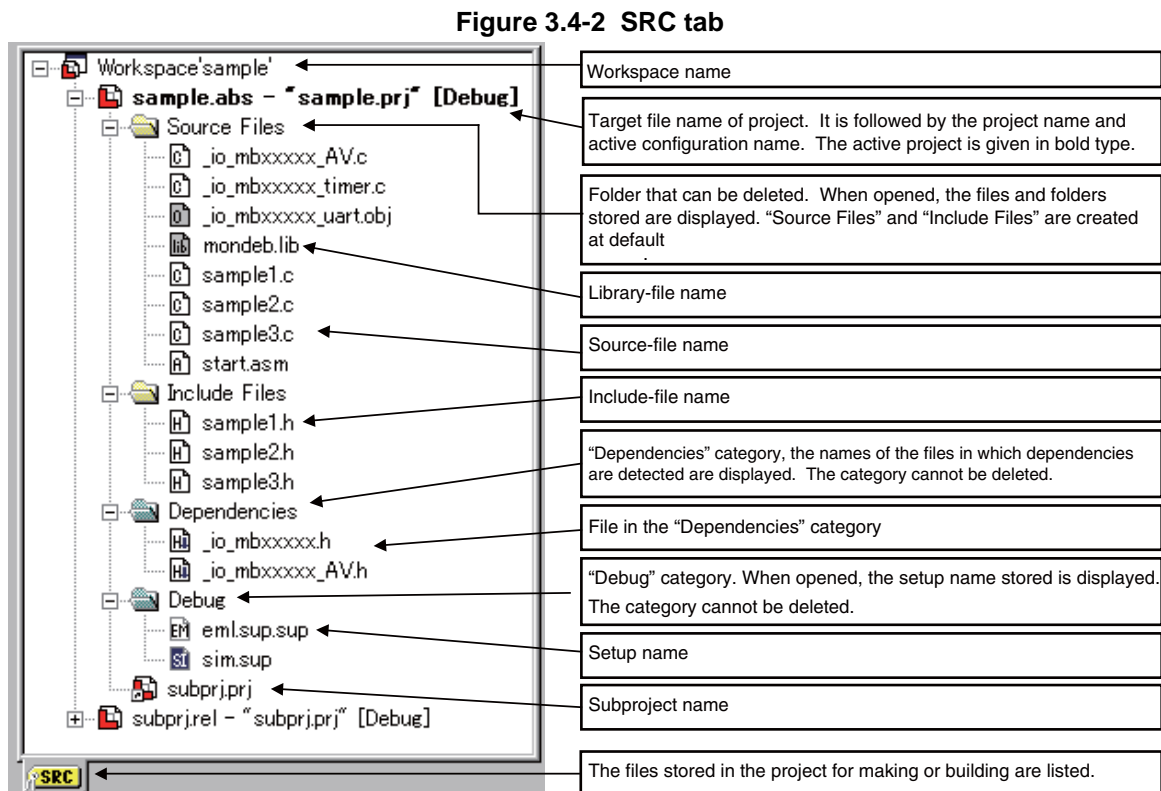 Figure 3.4-2 SRC tab
Workspace'sample'
sample.abs - "sample.prj" [Debug]
Source Files
_io_mbxxxxx_AV.c
_io_mbxxxxx_timer.c
_io_mbxxxxx_uart.obj
mondeb.lib
sample1.c
sample2.c
sample3.c
start.asm
Include Files
sample1.h
sample2.h
sample3.h
Dependencies
_io_mbxxxxx.h
_io_mbxxxxx_AV.h
Debug
eml.sup.sup
sim.sup
subprj.prj
subprj.rel - "subprj.prj" [Debug]
SRC
Workspace name
Target file name of project. It is followed by the project name and
active configuration name. The active project is given in bold type.
Folder that can be deleted. When opened, the files and folders
stored are displayed. “Source Files” and “Include Files” are created
at default
.
Library-file name
Source-file name
Include-file name
“Dependencies” category, the names of the files in which dependencies
are detected are displayed. The category cannot be deleted.
File in the “Dependencies” category
“Debug” category. When opened, the setup name stored is displayed.
The category cannot be deleted.
Setup name
Subproject name
The files stored in the project for making or building are listed.